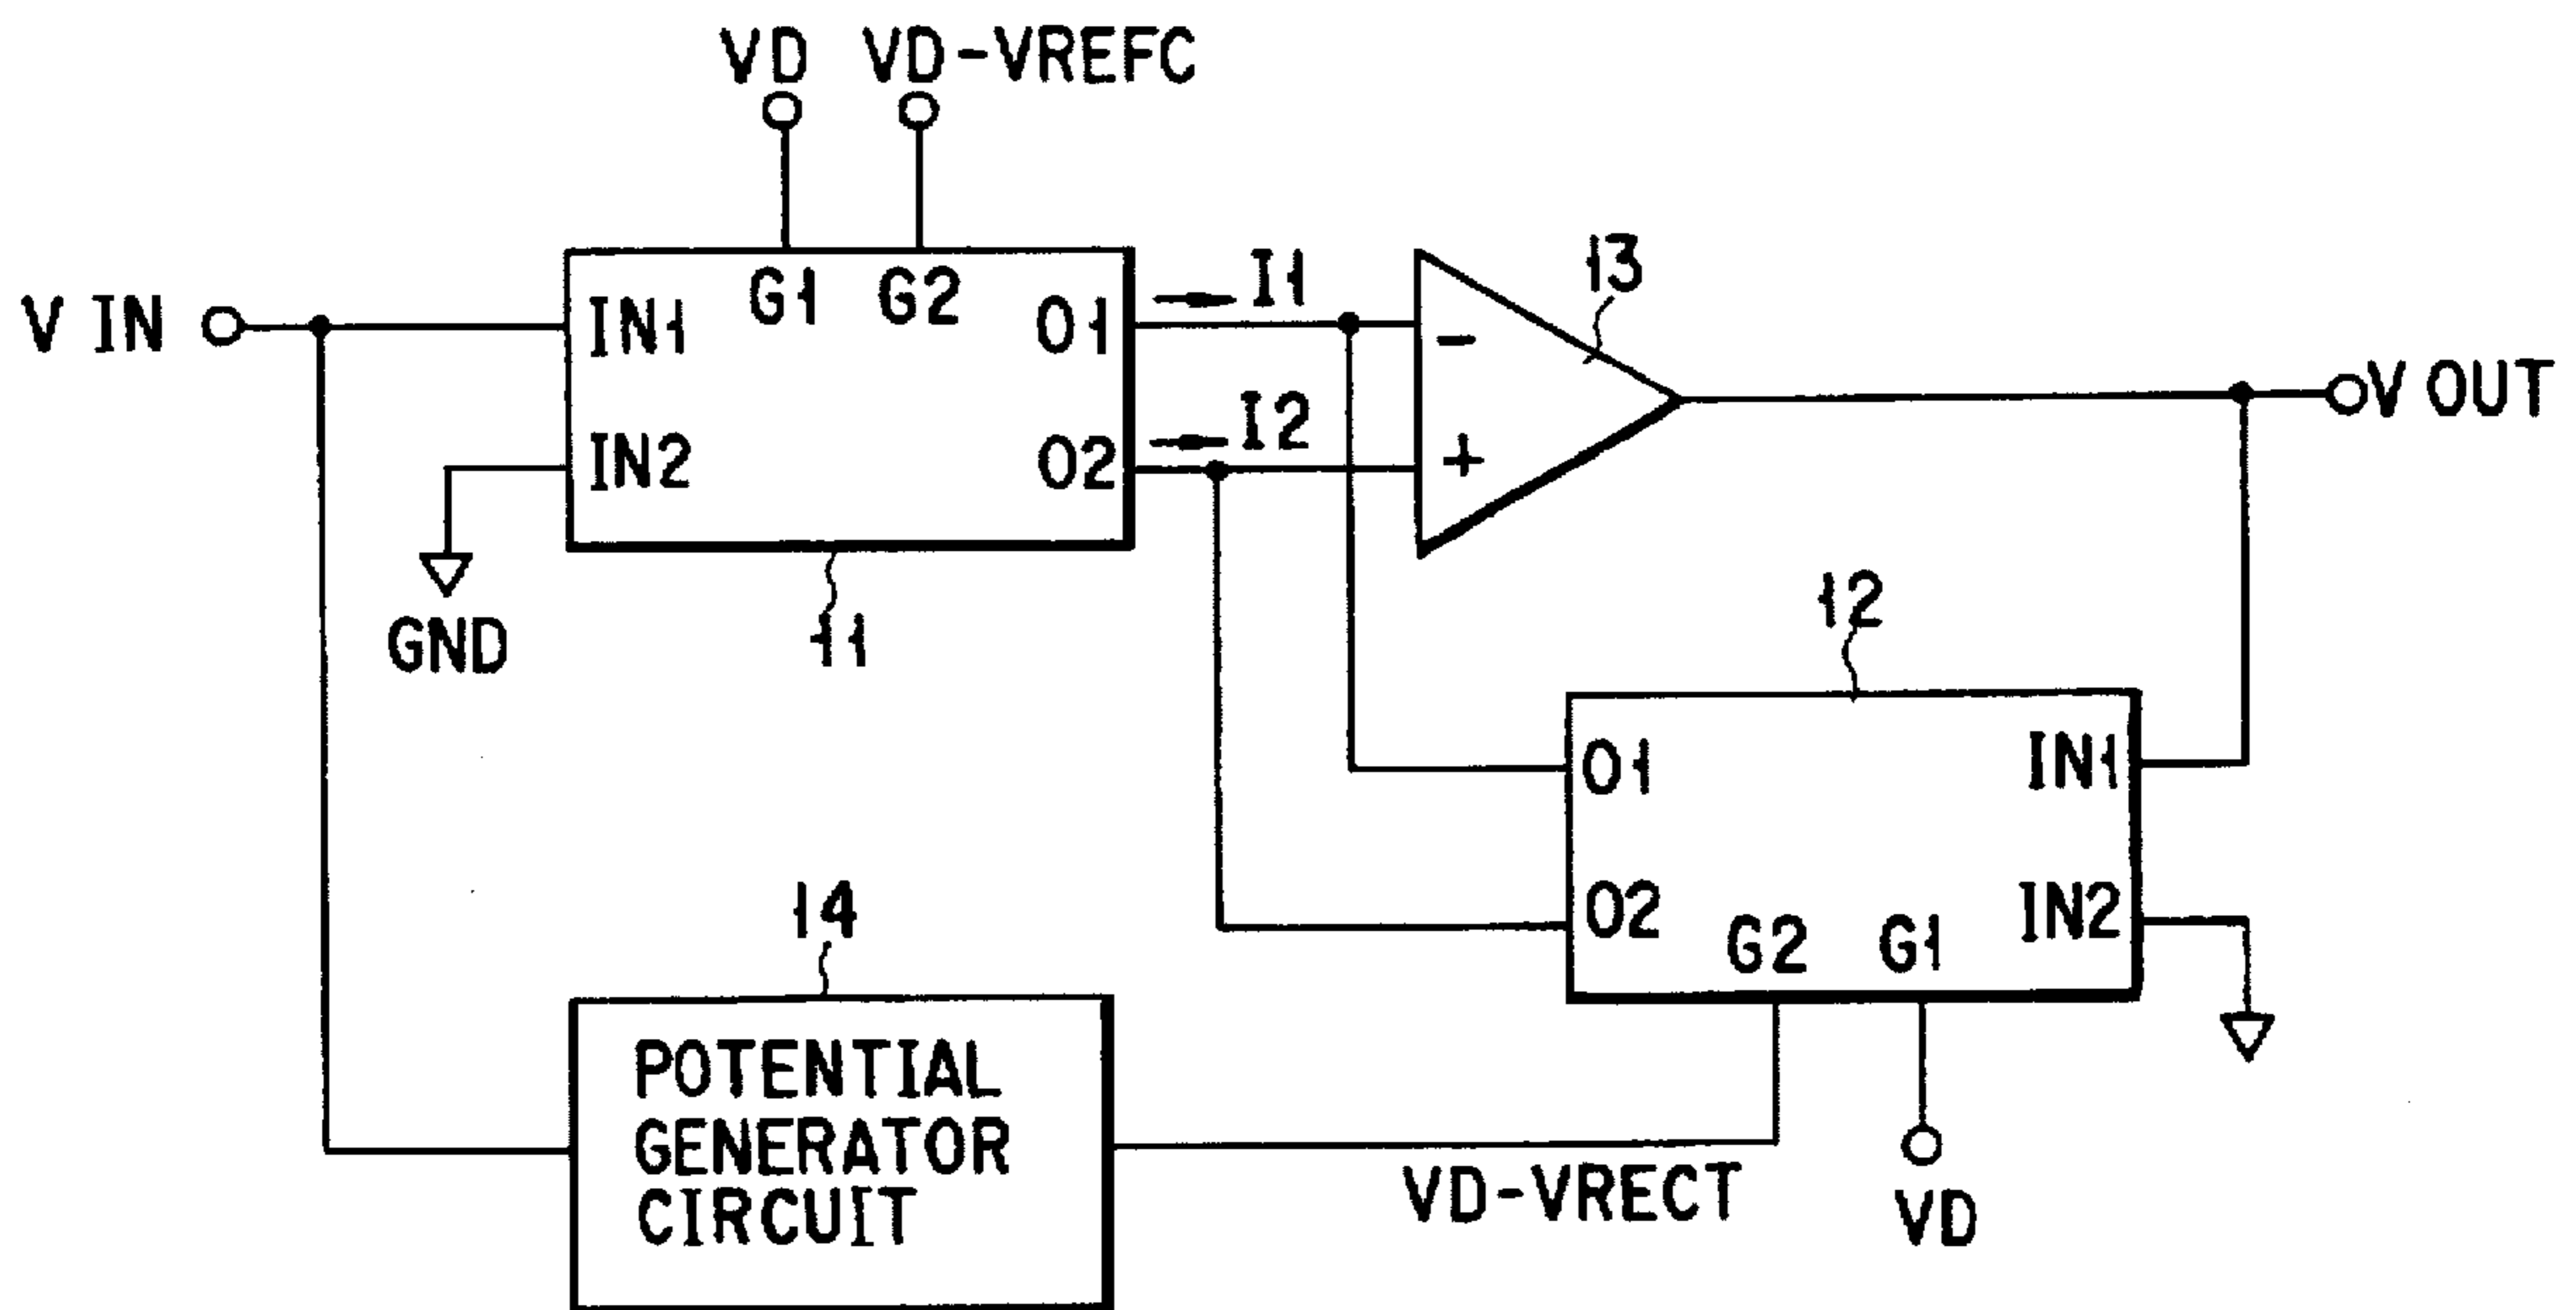 VD VD-VREFC
V IN
IN1 G1 G2 O1
I1
13
IN2 O2
I2
-
+
V OUT
GND
11
12
O1 IN1
O2 G2 G1 IN2
14
POTENTIAL
GENERATOR
CIRCUIT
VD-VRECT
VD